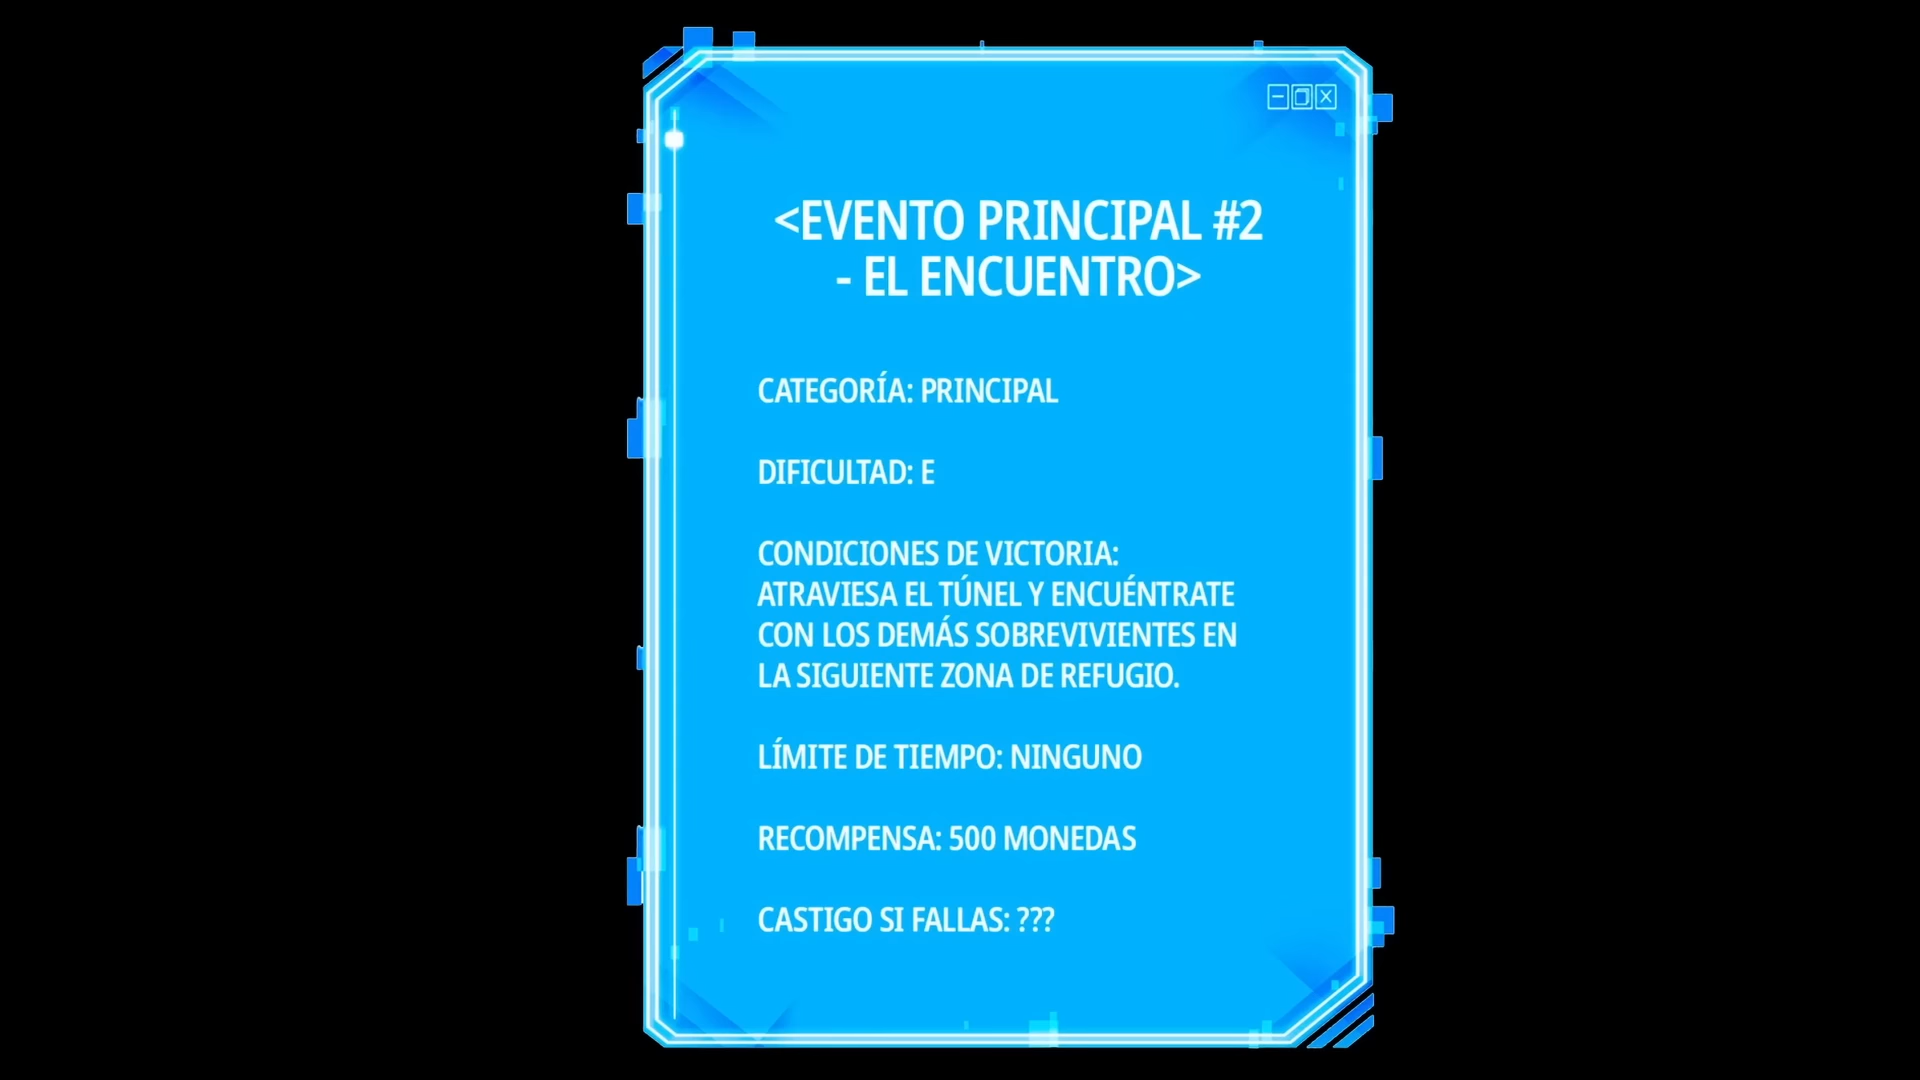 <EVENTO PRINCIPAL #2
- EL ENCUENTRO>
CATEGORÍA: PRINCIPAL
DIFICULTAD: E
CONDICIONES DE VICTORIA:
ATRAVIESA EL TÚNEL Y ENCUÉNTRATE
CON LOS DEMÁS SOBREVIVIENTES EN
LA SIGUIENTE ZONA DE REFUGIO.
LÍMITE DE TIEMPO: NINGUNO
RECOMPENSA: 500 MONEDAS
CASTIGO SI FALLAS: ???